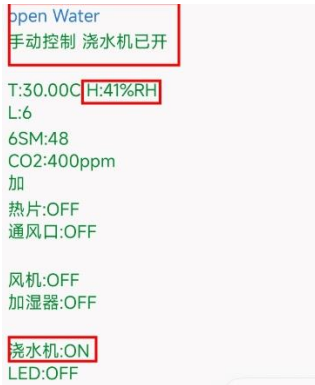 open Water
手动控制 浇水机已开
T:30.00C H:41%RH
L:6
6SM:48
CO2:400ppm
加
热片:OFF
通风口:OFF
风机:OFF
加湿器:OFF
浇水机:ON
LED:OFF